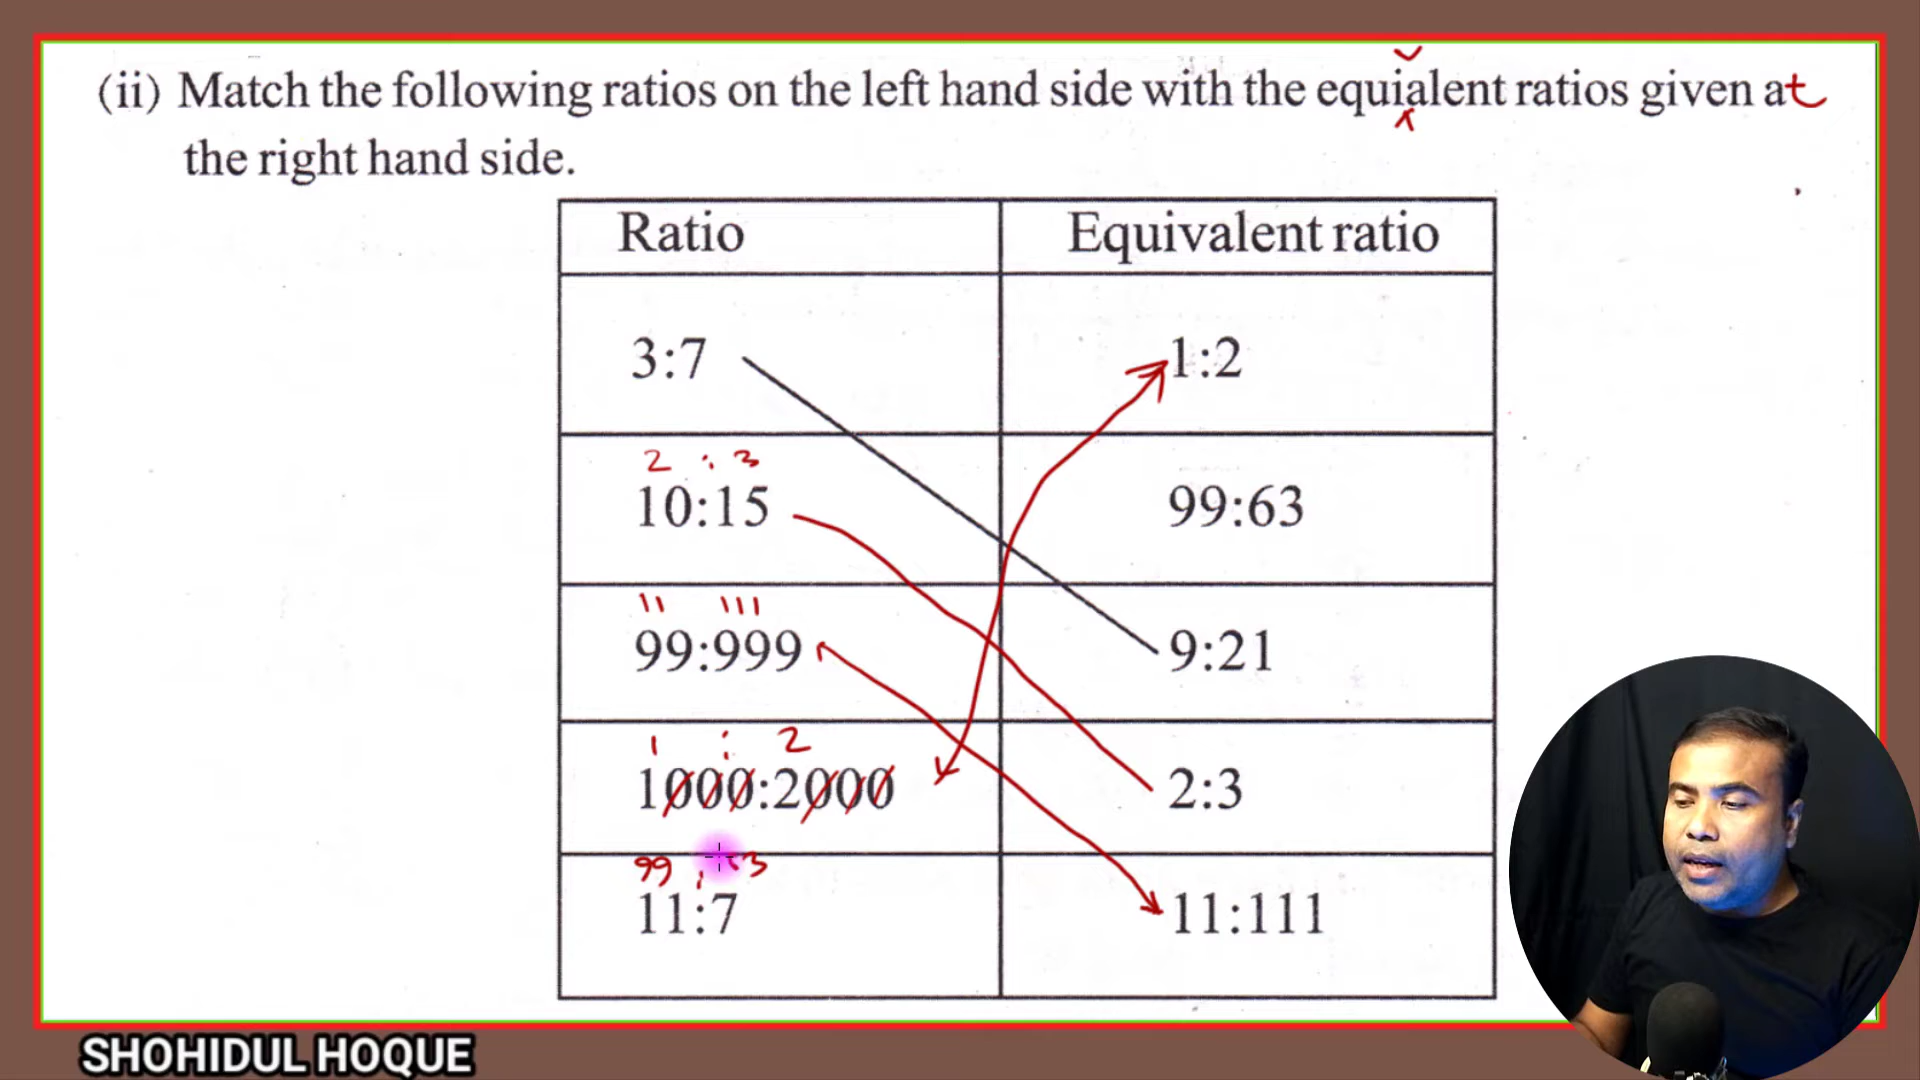 (ii) Match the following ratios on the left hand side with the equialent ratios given at
v
the right hand side.
Ratio Equivalent ratio
3:7 1:2
2 : 3
10:15 99:63
11 111
99:999 9:21
1 : 2
1000:2000 2:3
99 :
11:7 11:111
SHOHIDUL HOQUE